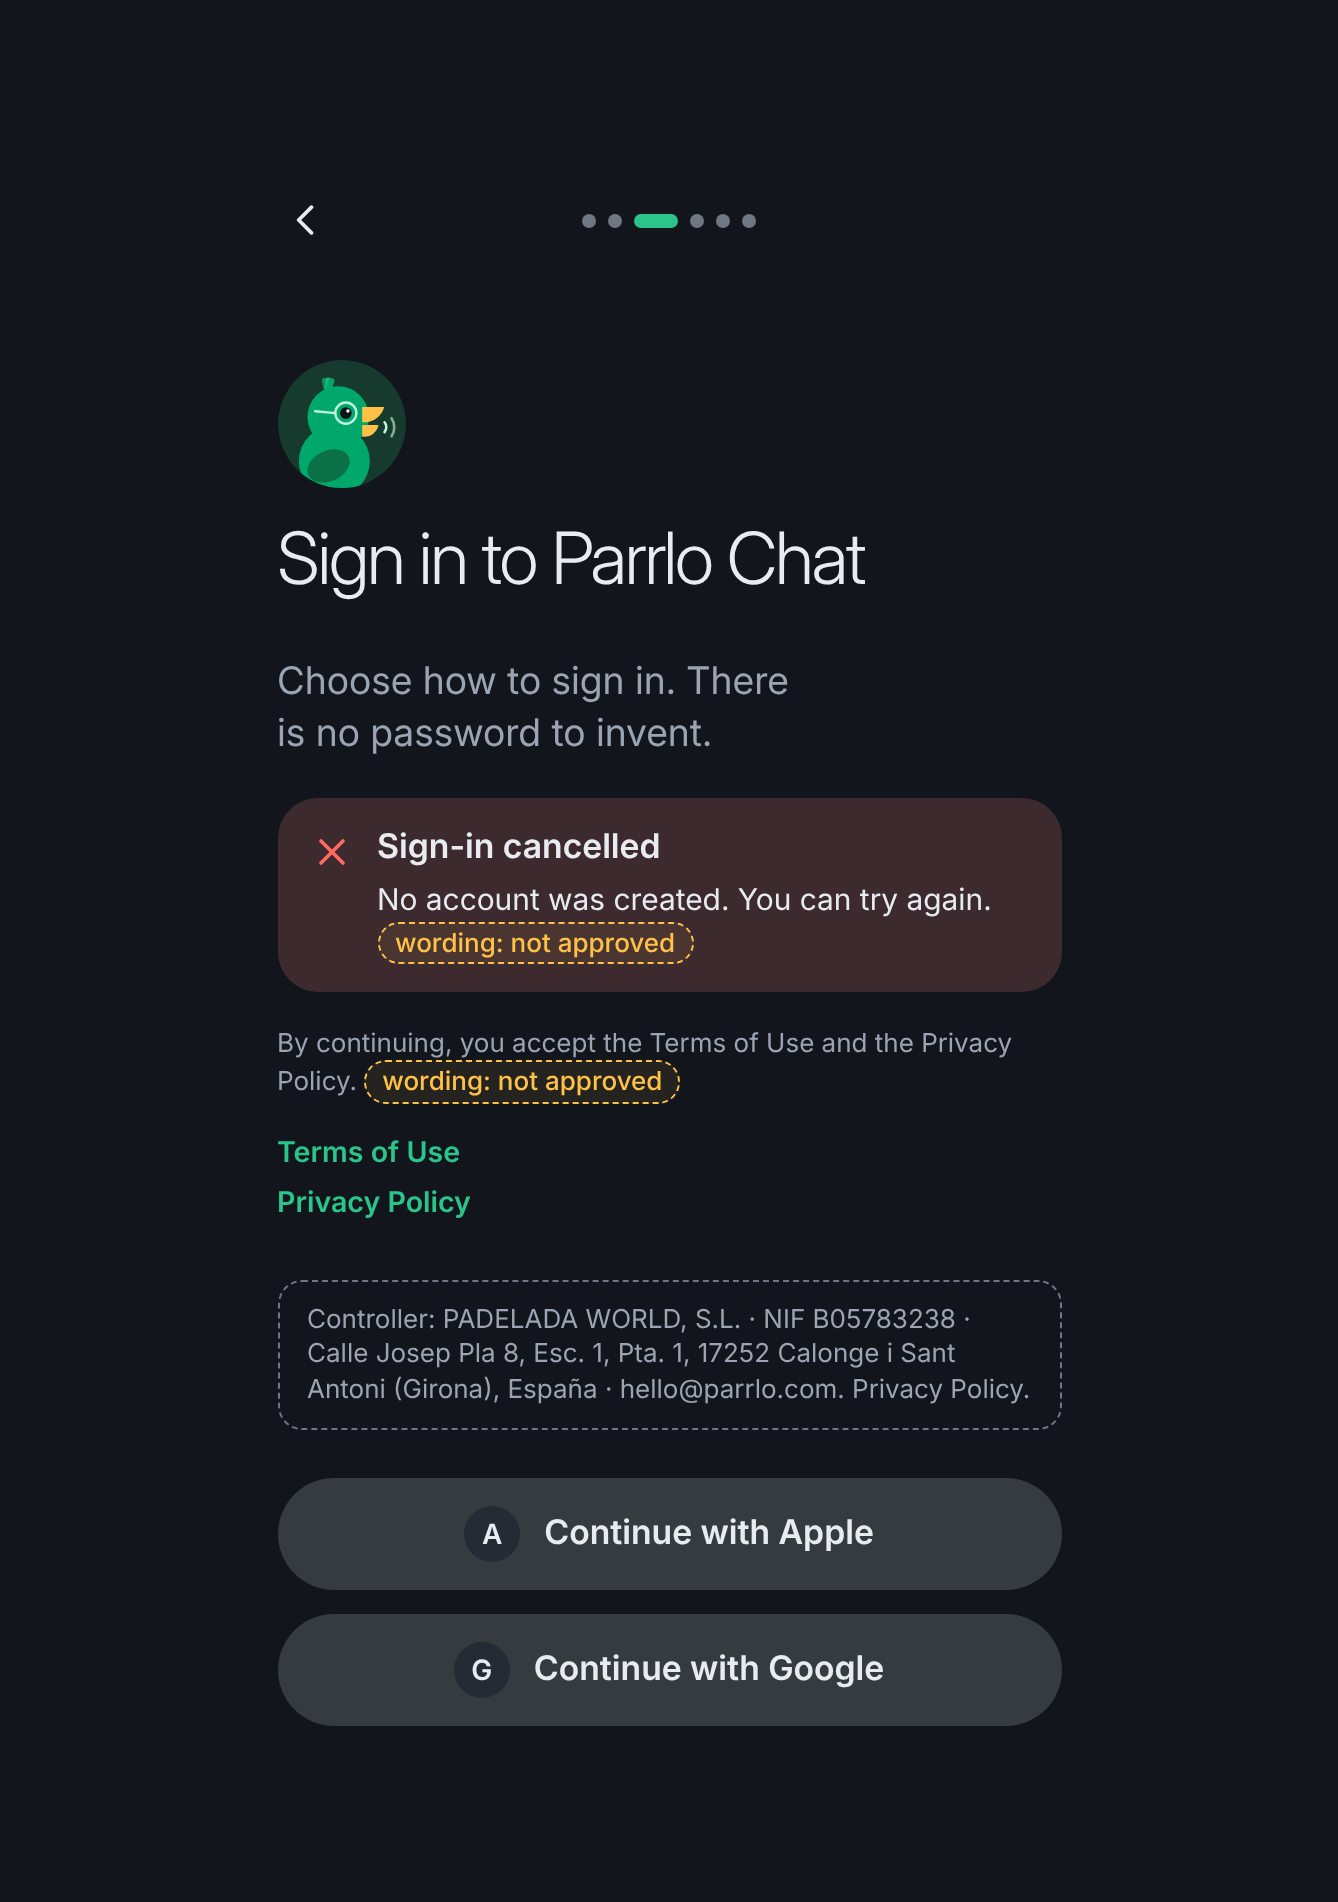 Sign in to Parrlo Chat
Choose how to sign in. There
is no password to invent.
Sign-in cancelled
No account was created. You can try again.
wording: not approved
By continuing, you accept the Terms of Use and the Privacy
Policy. wording: not approved
Terms of Use
Privacy Policy
Controller: PADELADA WORLD, S.L. · NIF B05783238 ·
Calle Josep Pla 8, Esc. 1, Pta. 1, 17252 Calonge i Sant
Antoni (Girona), España · hello@parrlo.com. Privacy Policy.
A Continue with Apple
G Continue with Google